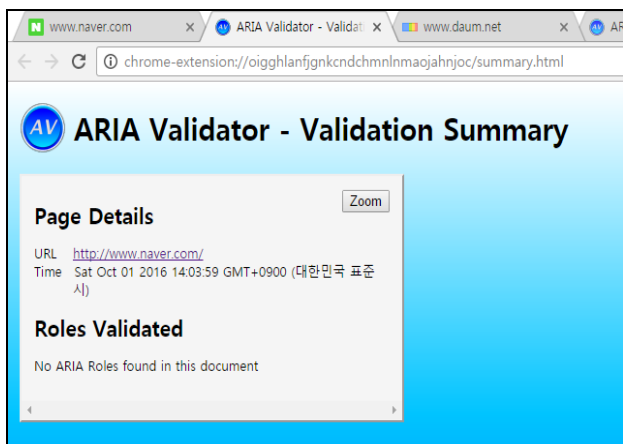 www.naver.com
ARIA Validator - Validat
www.daum.net
AR
chrome-extension://oigghlanfjgnkcndchmnlnmaojahnjoc/summary.html
AV ARIA Validator - Validation Summary
Zoom
Page Details
URL http://www.naver.com/
Time Sat Oct 01 2016 14:03:59 GMT+0900 (대한민국 표준
시)
Roles Validated
No ARIA Roles found in this document